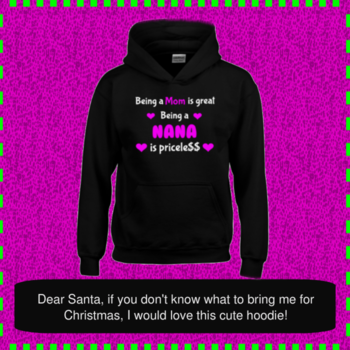 Being a Mom is great
Being a
NANA
is pricele$$
Dear Santa, if you don't know what to bring me for
Christmas, I would love this cute hoodie!